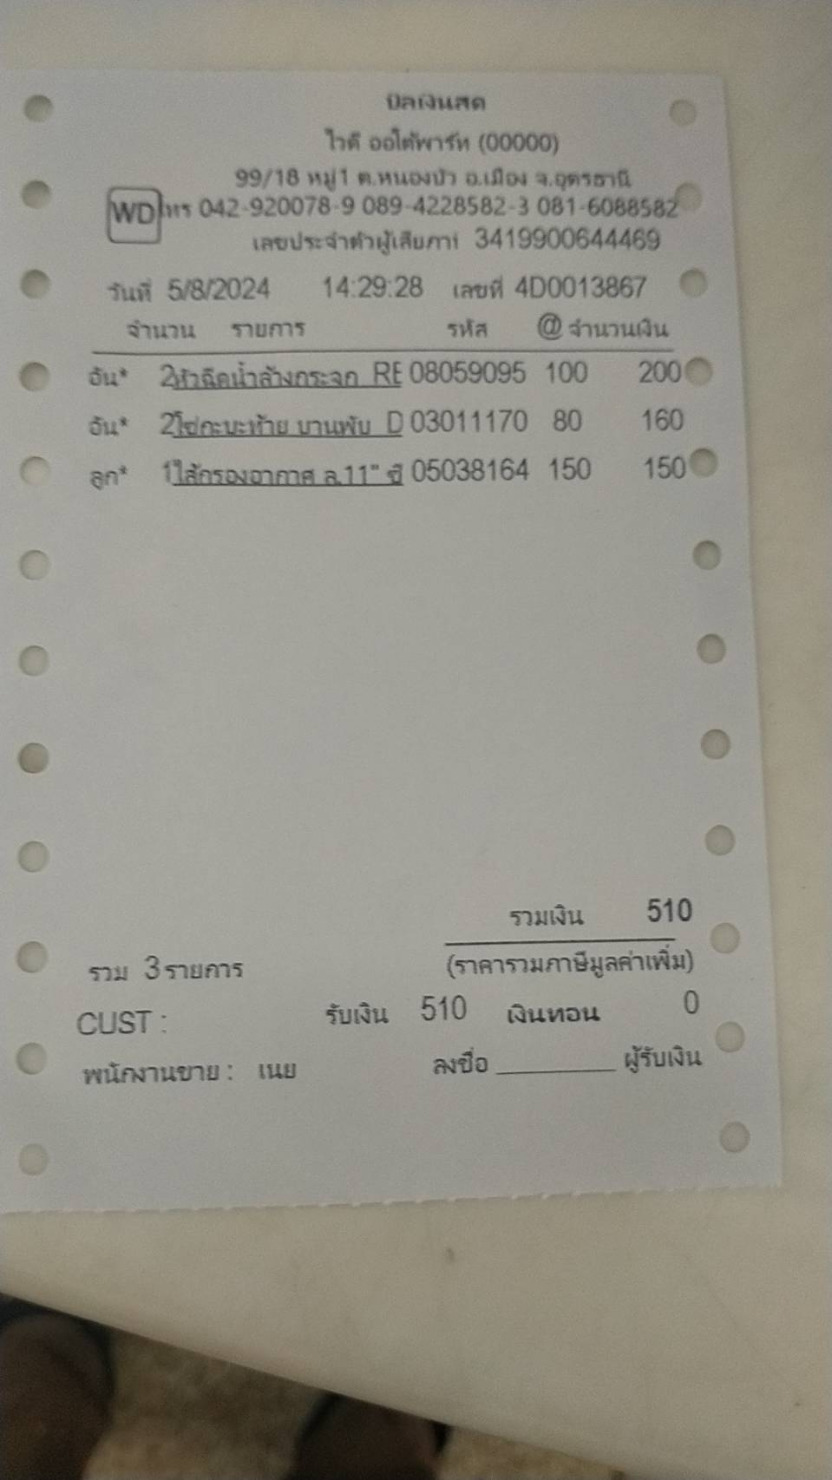 บิลเงินสด
ไวดี ออโต้พาร์ท (00000)
99/18 หมู่1 ต.หนองบัว อ.เมือง จ.อุดรธานี
WD โทร 042-920078-9 089-4228582-3 081-6088582
เลขประจำตัวผู้เสียภาษี 3419900644469
วันที่ 5/8/2024 14:29:28 เลขที่ 4D0013867
จำนวน รายการ รหัส @ จำนวนเงิน
อัน* 2 หัวฉีดน้ำล้างกระจก RE 08059095 100 200
อัน* 2 โซ่กะบะท้าย บานพับ D 03011170 80 160
ลูก* 1 ไส้กรองอากาศ ล.11" ซี 05038164 150 150
รวมเงิน 510
รวม 3 รายการ (ราคารวมภาษีมูลค่าเพิ่ม)
CUST : รับเงิน 510 เงินทอน 0
พนักงานขาย : เนย ลงชื่อ ________ ผู้รับเงิน